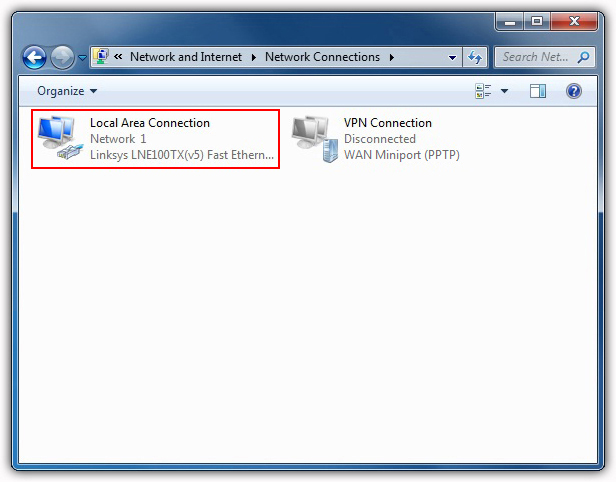 « Network and Internet Network Connections Search Net...
Organize
Local Area Connection
Network 1
Linksys LNE100TX(v5) Fast Ethern...
VPN Connection
Disconnected
WAN Miniport (PPTP)